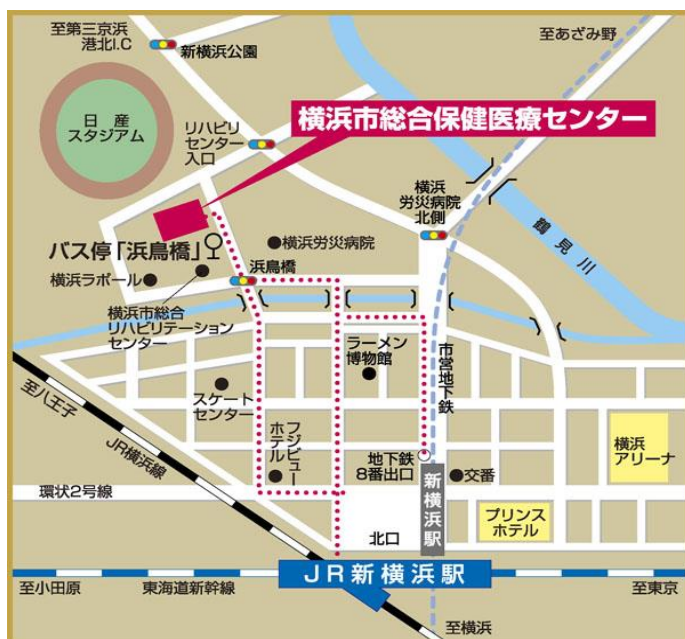 至第三京浜
港北I.C
新横浜公園
至あざみ野
日産
スタジアム
リハビリ
センター
入口
横浜市総合保健医療センター
横浜
労災病院
北側
鶴見川
バス停「浜鳥橋」
横浜労災病院
横浜ラポール
浜鳥橋
横浜市総合
リハビリテーション
センター
ラーメン
博物館
市営地下鉄
至八王子
スケート
センター
JR横浜線
フジビュー
ホテル
地下鉄
8番出口
交番
横浜
アリーナ
環状2号線
新横浜駅
プリンス
ホテル
北口
JR新横浜駅
至小田原
東海道新幹線
至東京
至横浜